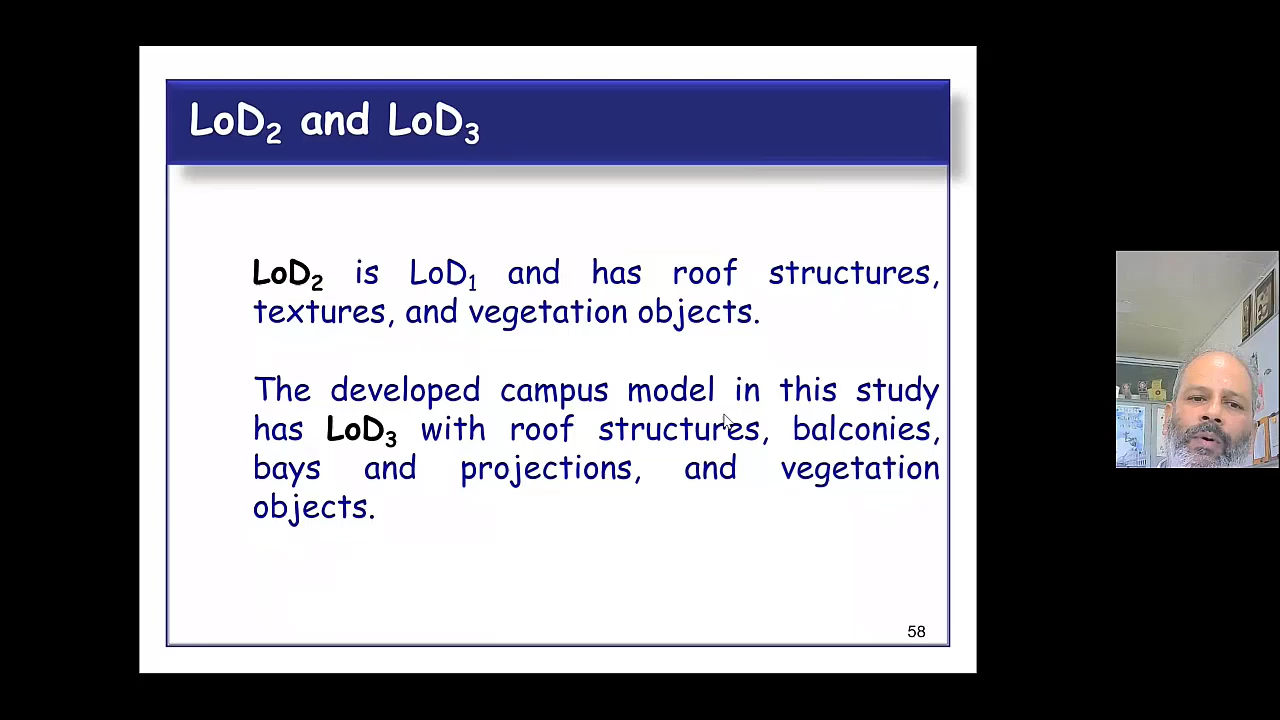 LoD₂ and LoD₃
LoD₂ is LoD₁ and has roof structures,
textures, and vegetation objects.
The developed campus model in this study
has LoD₃ with roof structures, balconies,
bays and projections, and vegetation
objects.
58